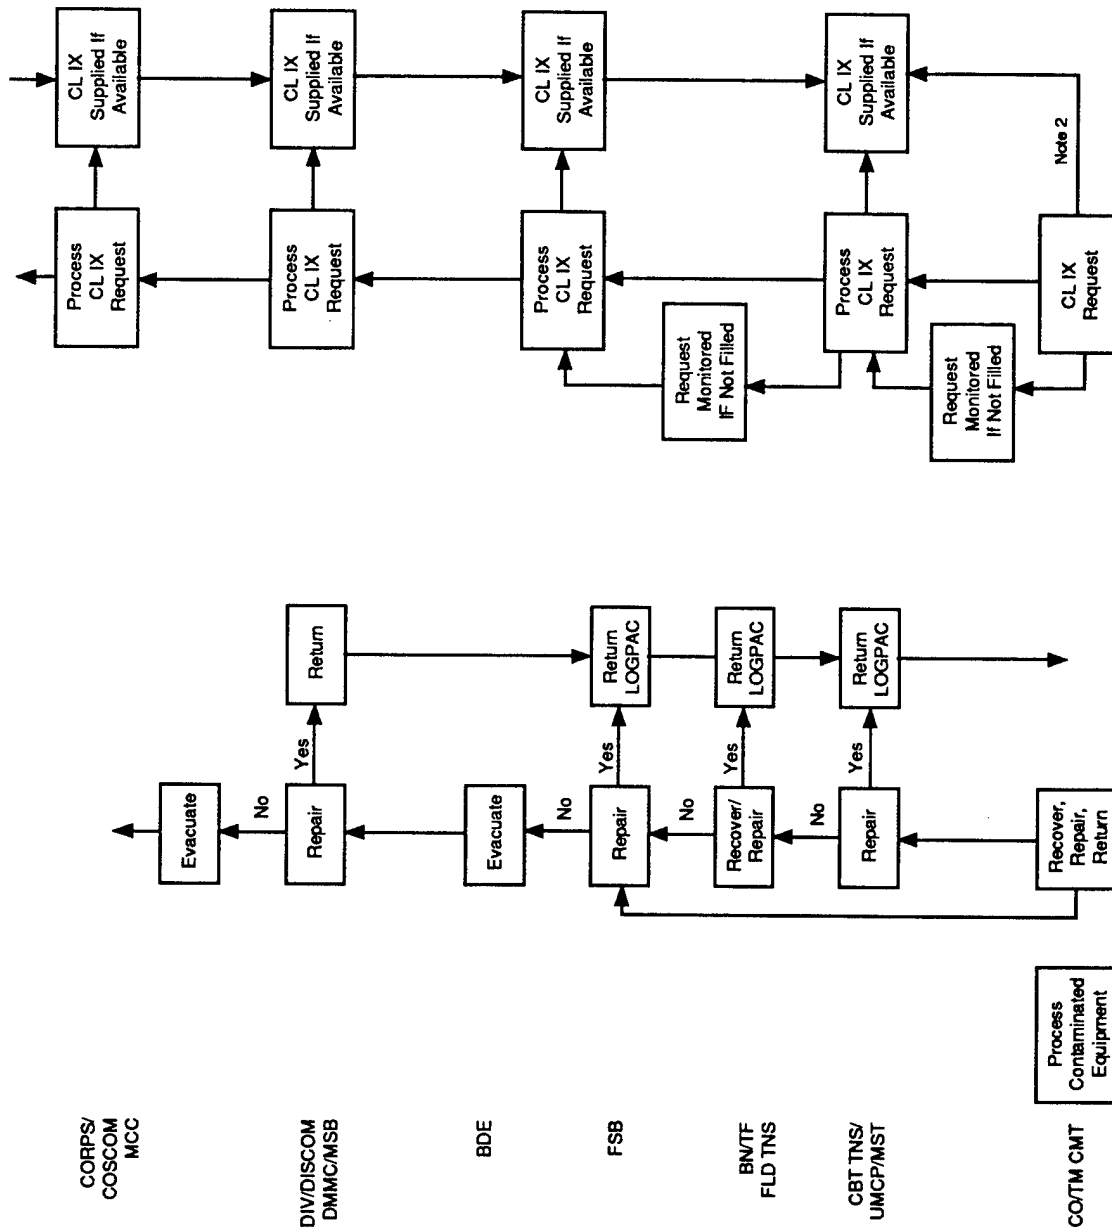 CO/TM CMT
CBT TNS/
UMCP/MST
BN/TF
FLD TNS
FSB
BDE
DIV/DISCOM
DMMC/MSB
CORPS/
COSCOM
MCC
Process
Contaminated
Equipment
Recover,
Repair,
Return
Repair
No
Recover/
Repair
No
Repair
No
Evacuate
Repair
No
Evacuate
Yes
Yes
Yes
Yes
Return
LOGPAC
Return
LOGPAC
Return
LOGPAC
Return
Request
Monitored
If Not Filled
Request
Monitored
IF Not Filled
CL IX
Request
Process
CL IX
Request
Process
CL IX
Request
Process
CL IX
Request
Process
CL IX
Request
Note 2
CL IX
Supplied If
Available
CL IX
Supplied If
Available
CL IX
Supplied If
Available
CL IX
Supplied If
Available